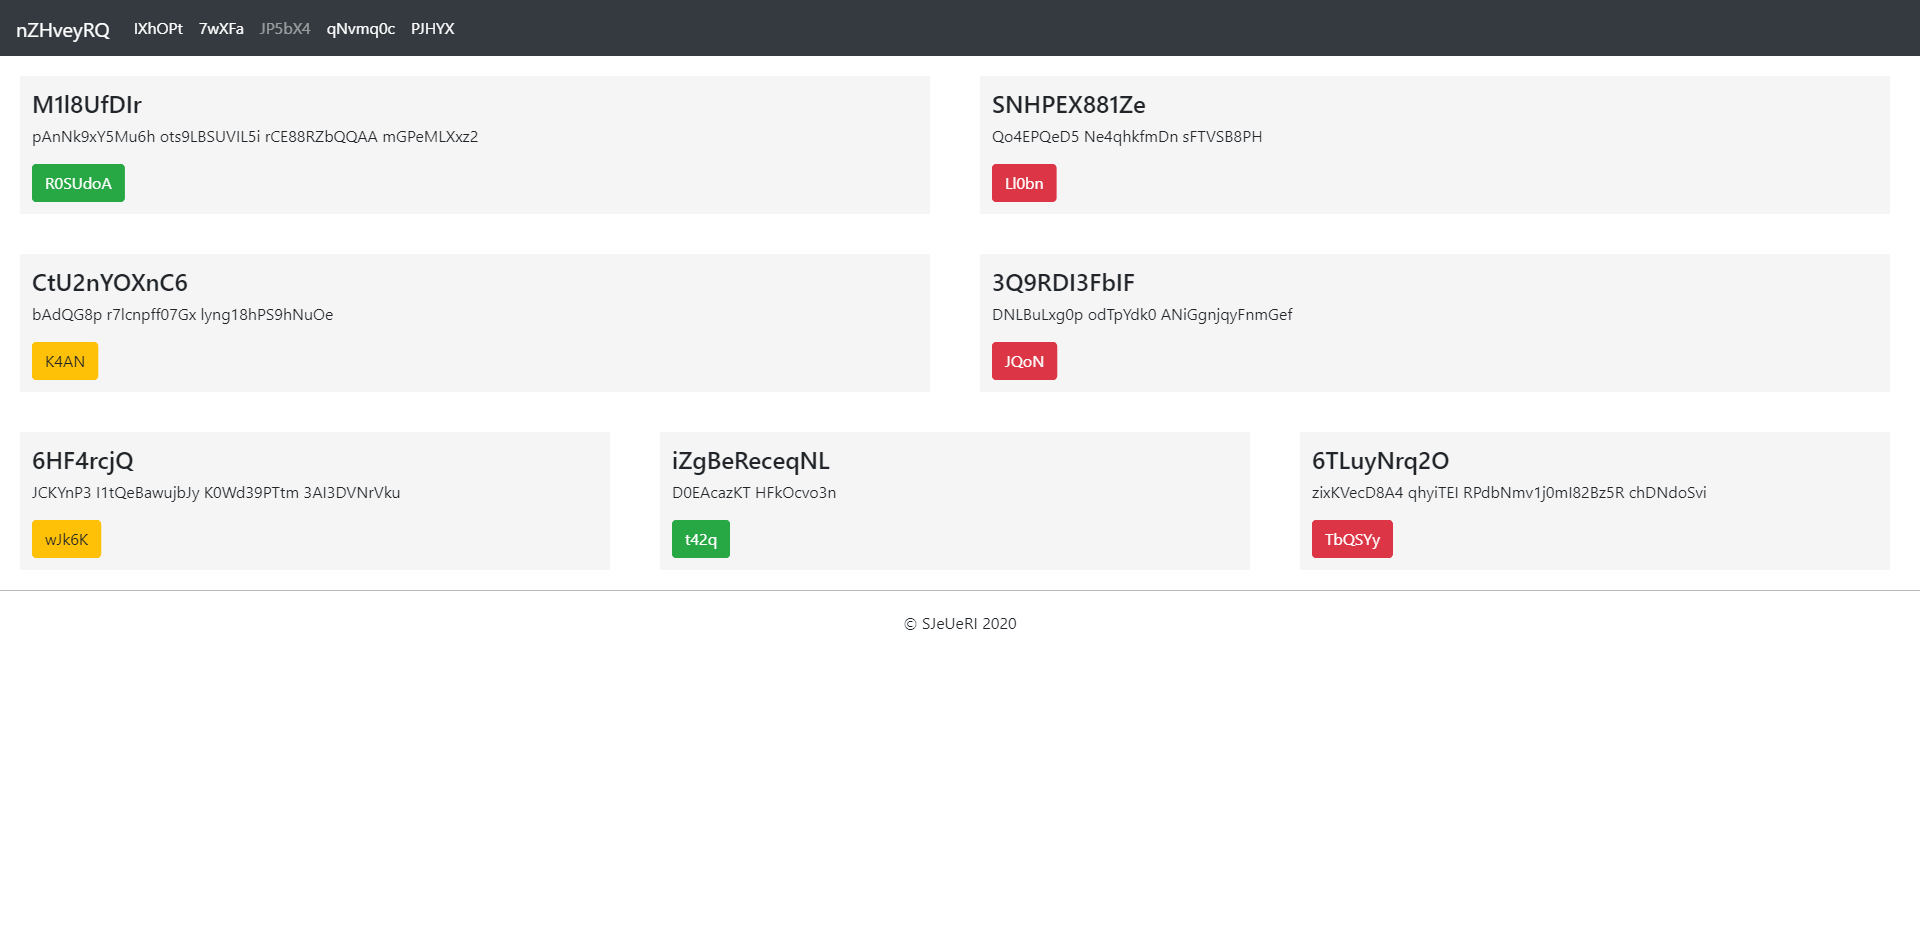 nZHveyRQ IXhOPt 7wXFa JP5bX4 qNvmq0c PJHYX
M1l8UfDIr
pAnNk9xY5Mu6h ots9LBSUVIL5i rCE88RZbQQAA mGPeMLXxz2
R0SUdoA
SNHPEX881Ze
Qo4EPQeD5 Ne4qhkfmDn sFTVSB8PH
Ll0bn
CtU2nYOXnC6
bAdQG8p r7lcnpff07Gx lyng18hPS9hNuOe
K4AN
3Q9RDI3FbIF
DNLBuLxg0p odTpYdk0 ANiGgnjqyFnmGef
JQoN
6HF4rcjQ
JCKYnP3 I1tQeBawujbJy K0Wd39PTtm 3AI3DVNrVku
wJk6K
iZgBeReceqNL
D0EAcazKT HFkOcvo3n
t42q
6TLuyNrq2O
zixKVecD8A4 qhyiTEI RPdbNmv1j0mI82Bz5R chDNdoSvi
TbQSYy
© SJeUeRI 2020